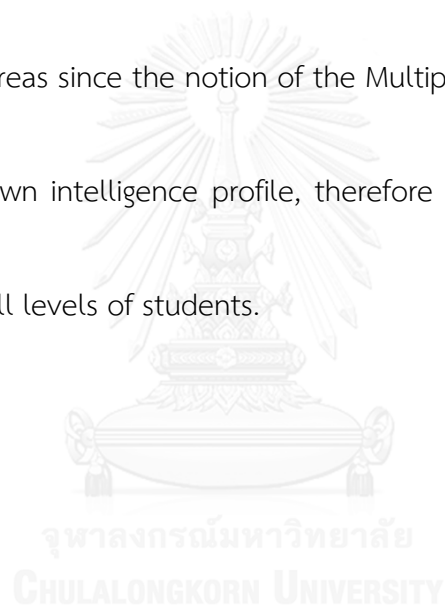 reas since the notion of the Multip
wn intelligence profile, therefore
ll levels of students.
จุฬาลงกรณ์มหาวิทยาลัย
CHULALONGKORN UNIVERSITY